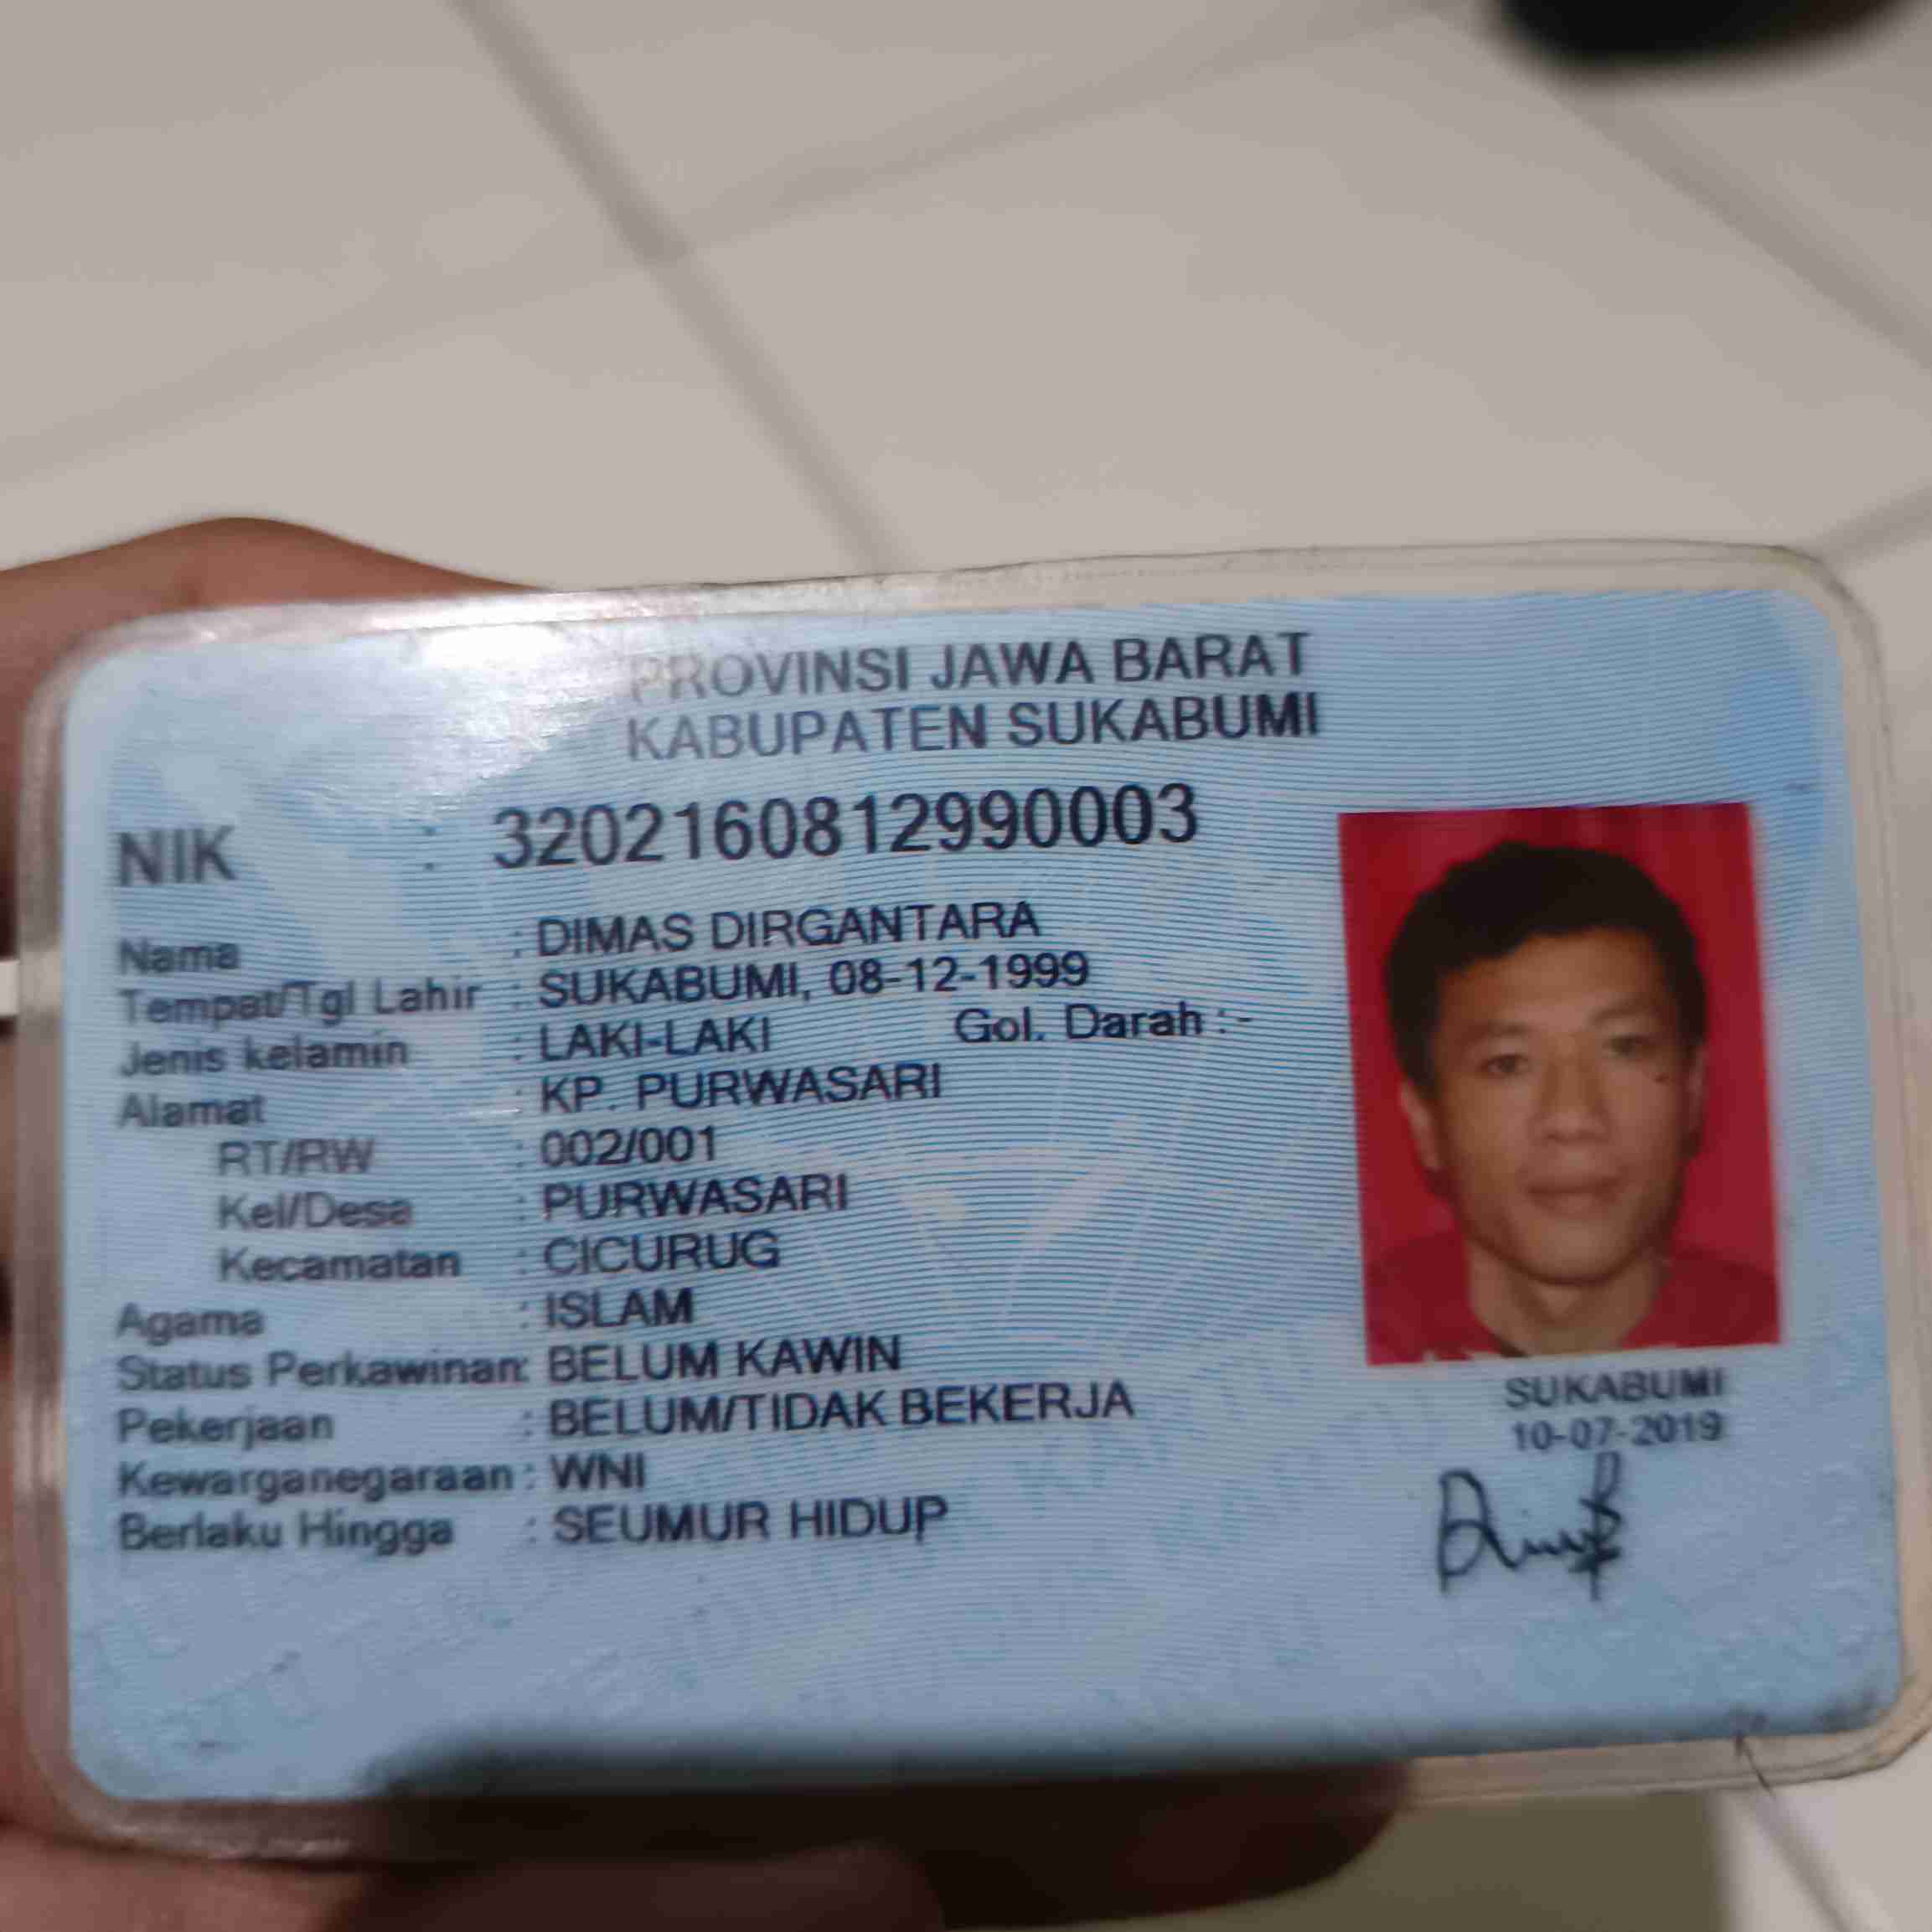 PROVINSI JAWA BARAT
KABUPATEN SUKABUMI
NIK : 3202160812990003
Nama : DIMAS DIRGANTARA
Tempat/Tgl Lahir : SUKABUMI, 08-12-1999
Jenis kelamin : LAKI-LAKI Gol. Darah : -
Alamat : KP. PURWASARI
RT/RW : 002/001
Kel/Desa : PURWASARI
Kecamatan : CICURUG
Agama : ISLAM
Status Perkawinan: BELUM KAWIN
Pekerjaan : BELUM/TIDAK BEKERJA
Kewarganegaraan : WNI
Berlaku Hingga : SEUMUR HIDUP
SUKABUMI
10-07-2019